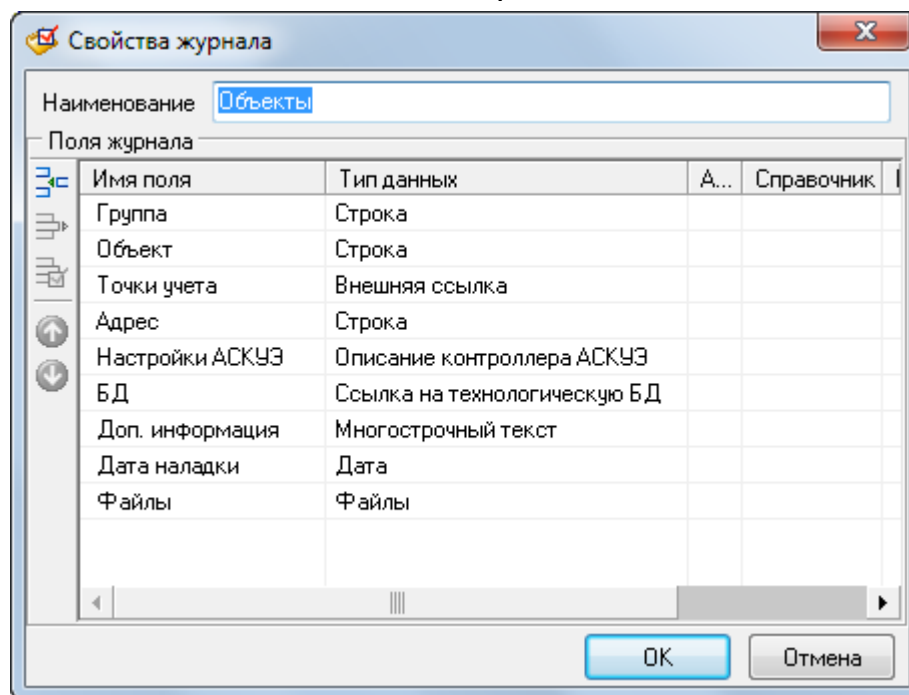 Свойства журнала
Наименование Объекты
Поля журнала
Имя поля Тип данных А... Справочник
Группа Строка
Объект Строка
Точки учета Внешняя ссылка
Адрес Строка
Настройки АСКУЭ Описание контроллера АСКУЭ
БД Ссылка на технологическую БД
Доп. информация Многострочный текст
Дата наладки Дата
Файлы Файлы
OK Отмена